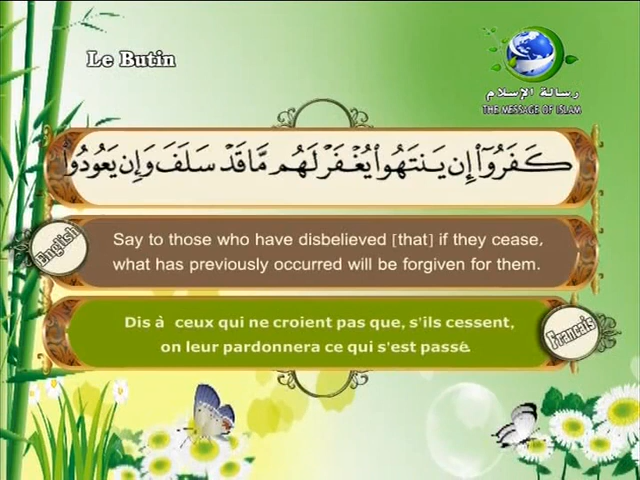 Le Butin
رسالة الإسلام
THE MESSAGE OF ISLAM
كَفَرُوٓا۟ إِن يَنتَهُوا۟ يُغْفَرْ لَهُم مَّا قَدْ سَلَفَ وَإِن يَعُودُوا۟
English
Say to those who have disbelieved [that] if they cease,
what has previously occurred will be forgiven for them.
Dis à ceux qui ne croient pas que, s'ils cessent,
on leur pardonnera ce qui s'est passé.
Francais